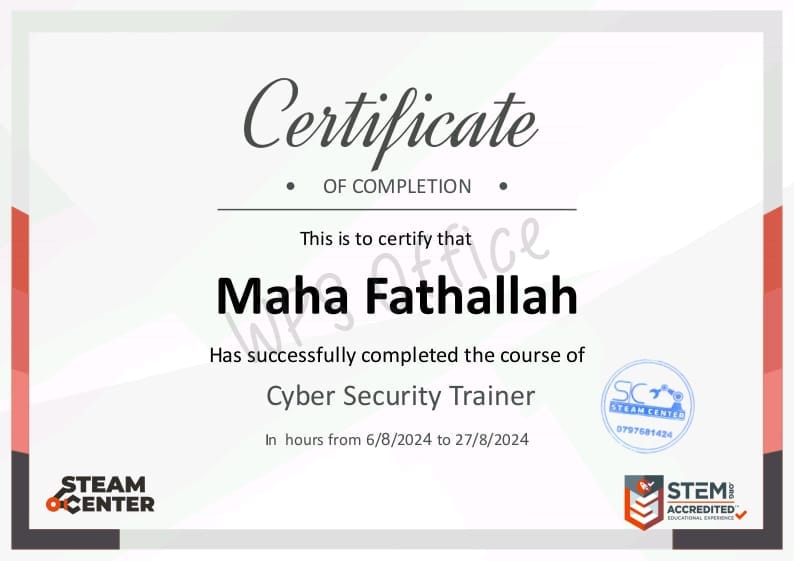 Certificate
• OF COMPLETION •
This is to certify that
WPS Office
Maha Fathallah
Has successfully completed the course of
Cyber Security Trainer
In hours from 6/8/2024 to 27/8/2024
SC
STEAM CENTER
0797681424
STEAM
CENTER
STEM.ORG
ACCREDITED™
EDUCATIONAL EXPERIENCE